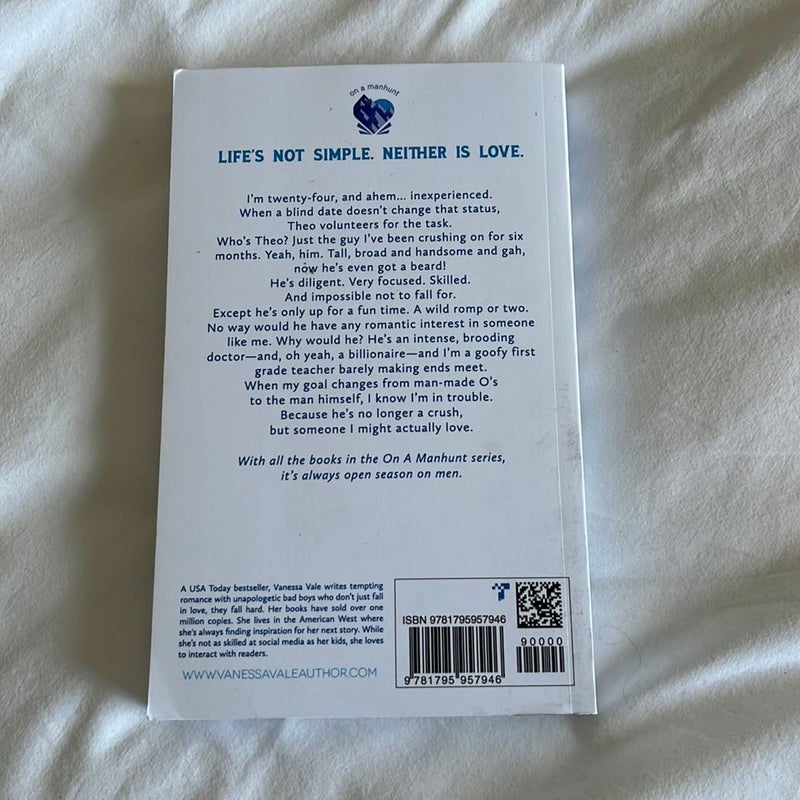 on a manhunt
LIFE'S NOT SIMPLE. NEITHER IS LOVE.
I'm twenty-four, and ahem... inexperienced.
When a blind date doesn't change that status,
Theo volunteers for the task.
Who's Theo? Just the guy I've been crushing on for six
months. Yeah, him. Tall, broad and handsome and gah,
now he's even got a beard!
He's diligent. Very focused. Skilled.
And impossible not to fall for.
Except he's only up for a fun time. A wild romp or two.
No way would he have any romantic interest in someone
like me. Why would he? He's an intense, brooding
doctor—and, oh yeah, a billionaire—and I'm a goofy first
grade teacher barely making ends meet.
When my goal changes from man-made O's
to the man himself, I know I'm in trouble.
Because he's no longer a crush,
but someone I might actually love.
With all the books in the On A Manhunt series,
it's always open season on men.
A USA Today bestseller, Vanessa Vale writes tempting
romance with unapologetic bad boys who don't just fall
in love, they fall hard. Her books have sold over one
million copies. She lives in the American West where
she's always finding inspiration for her next story. While
she's not as skilled at social media as her kids, she loves
to interact with readers.
WWW.VANESSAVALEAUTHOR.COM
ISBN 9781795957946
90000
9 781795 957946